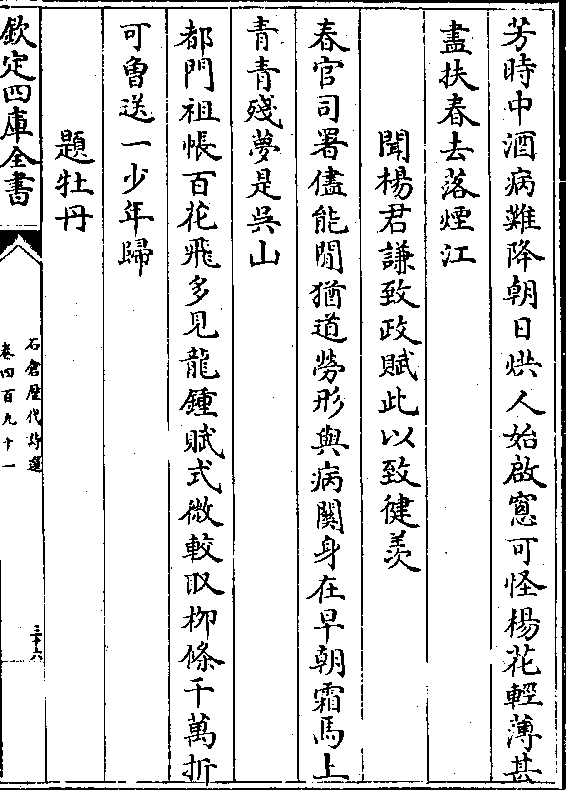 芳時中酒病難降朝日烘人始啟窻可怪楊花輕薄甚
盡扶春去落煙江
聞楊君謙致政賦此以致健羨
春官司署儘能閒猶道勞形與病關身在早朝霜馬上
青青殘夢是吳山
都門祖帳百花飛多見龍鍾賦式微較取柳條千萬折
可曾送一少年歸
題牡丹
欽定四庫全書
石倉歷代詩選
卷四百九十一
三十六